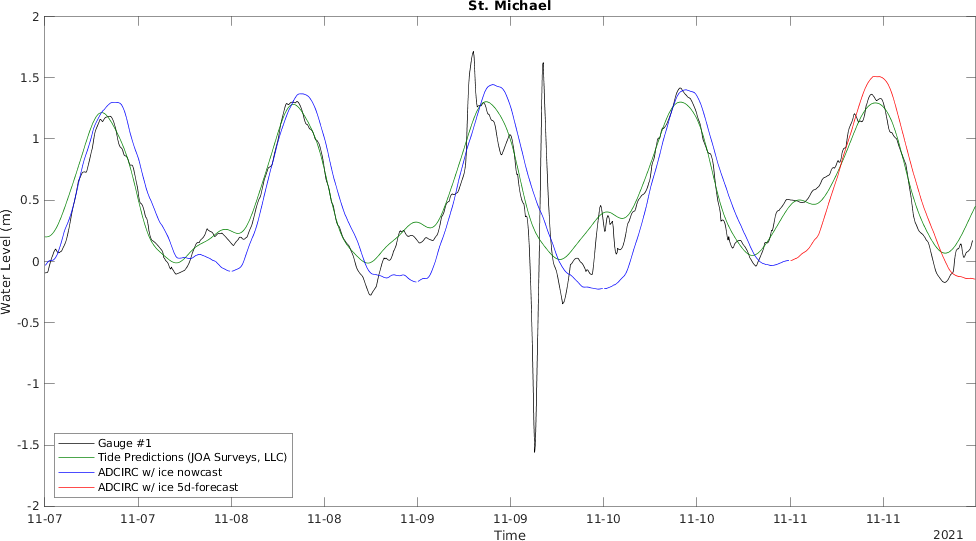 St. Michael
2
1.5
1
0.5
0
-0.5
-1
-1.5
-2
Water Level (m)
Gauge #1
Tide Predictions (JOA Surveys, LLC)
ADCIRC w/ ice nowcast
ADCIRC w/ ice 5d-forecast
11-07 11-07 11-08 11-08 11-09 11-09 11-10 11-10 11-11 11-11
Time
2021